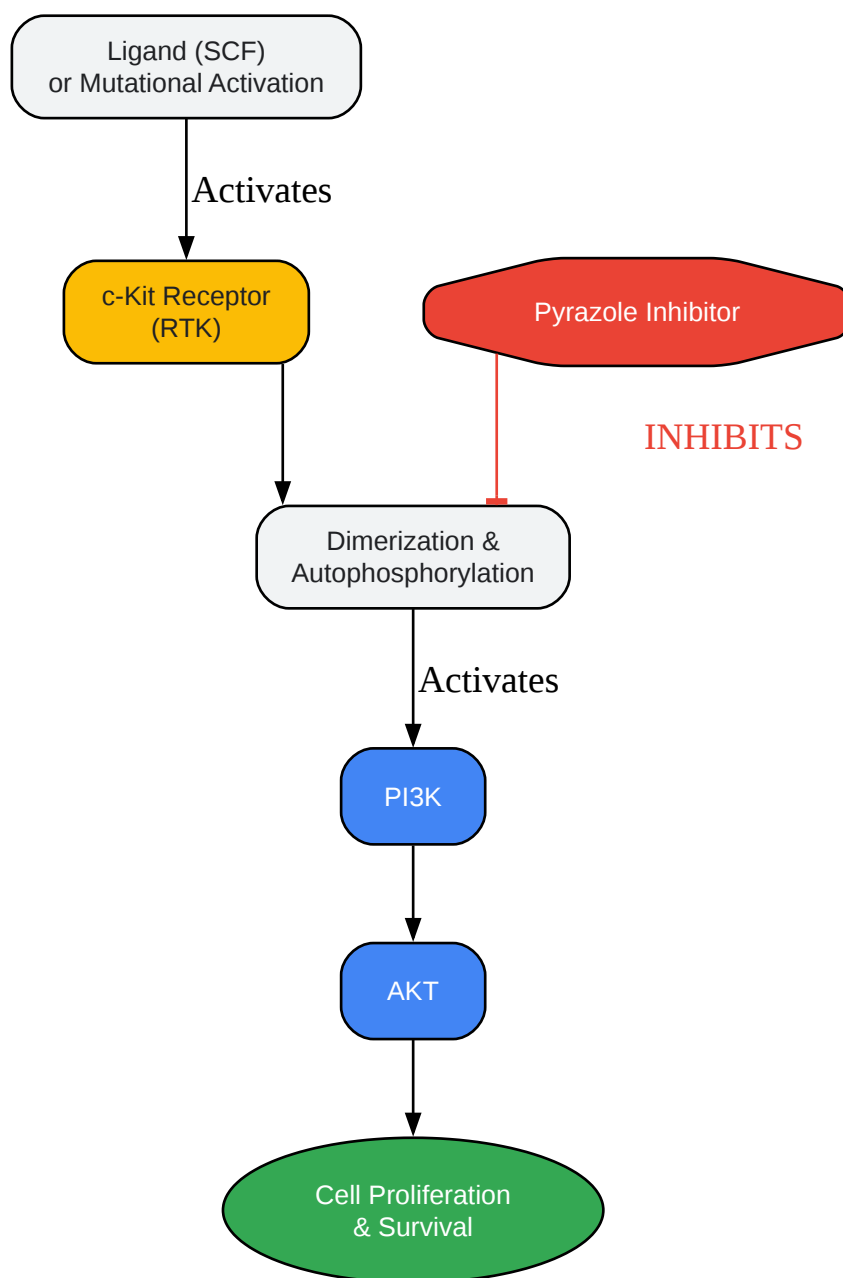 Ligand (SCF)
or Mutational Activation
Activates
c-Kit Receptor
(RTK)
Pyrazole Inhibitor
INHIBITS
Dimerization &
Autophosphorylation
Activates
PI3K
AKT
Cell Proliferation
& Survival